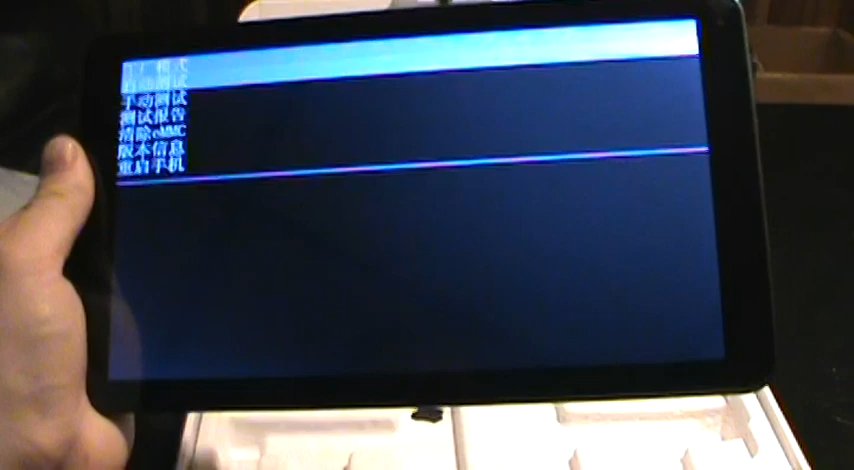 工厂模式
自动测试
手动测试
测试报告
清除eMMC
版本信息
重启手机